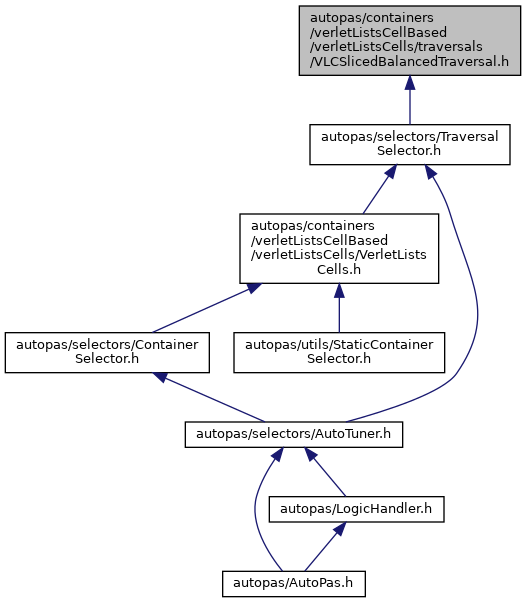 autopas/containers
/verletListsCellBased
/verletListsCells/traversals
/VLCSlicedBalancedTraversal.h
autopas/selectors/Traversal
Selector.h
autopas/containers
/verletListsCellBased
/verletListsCells/VerletLists
Cells.h
autopas/selectors/Container
Selector.h
autopas/utils/StaticContainer
Selector.h
autopas/selectors/AutoTuner.h
autopas/LogicHandler.h
autopas/AutoPas.h